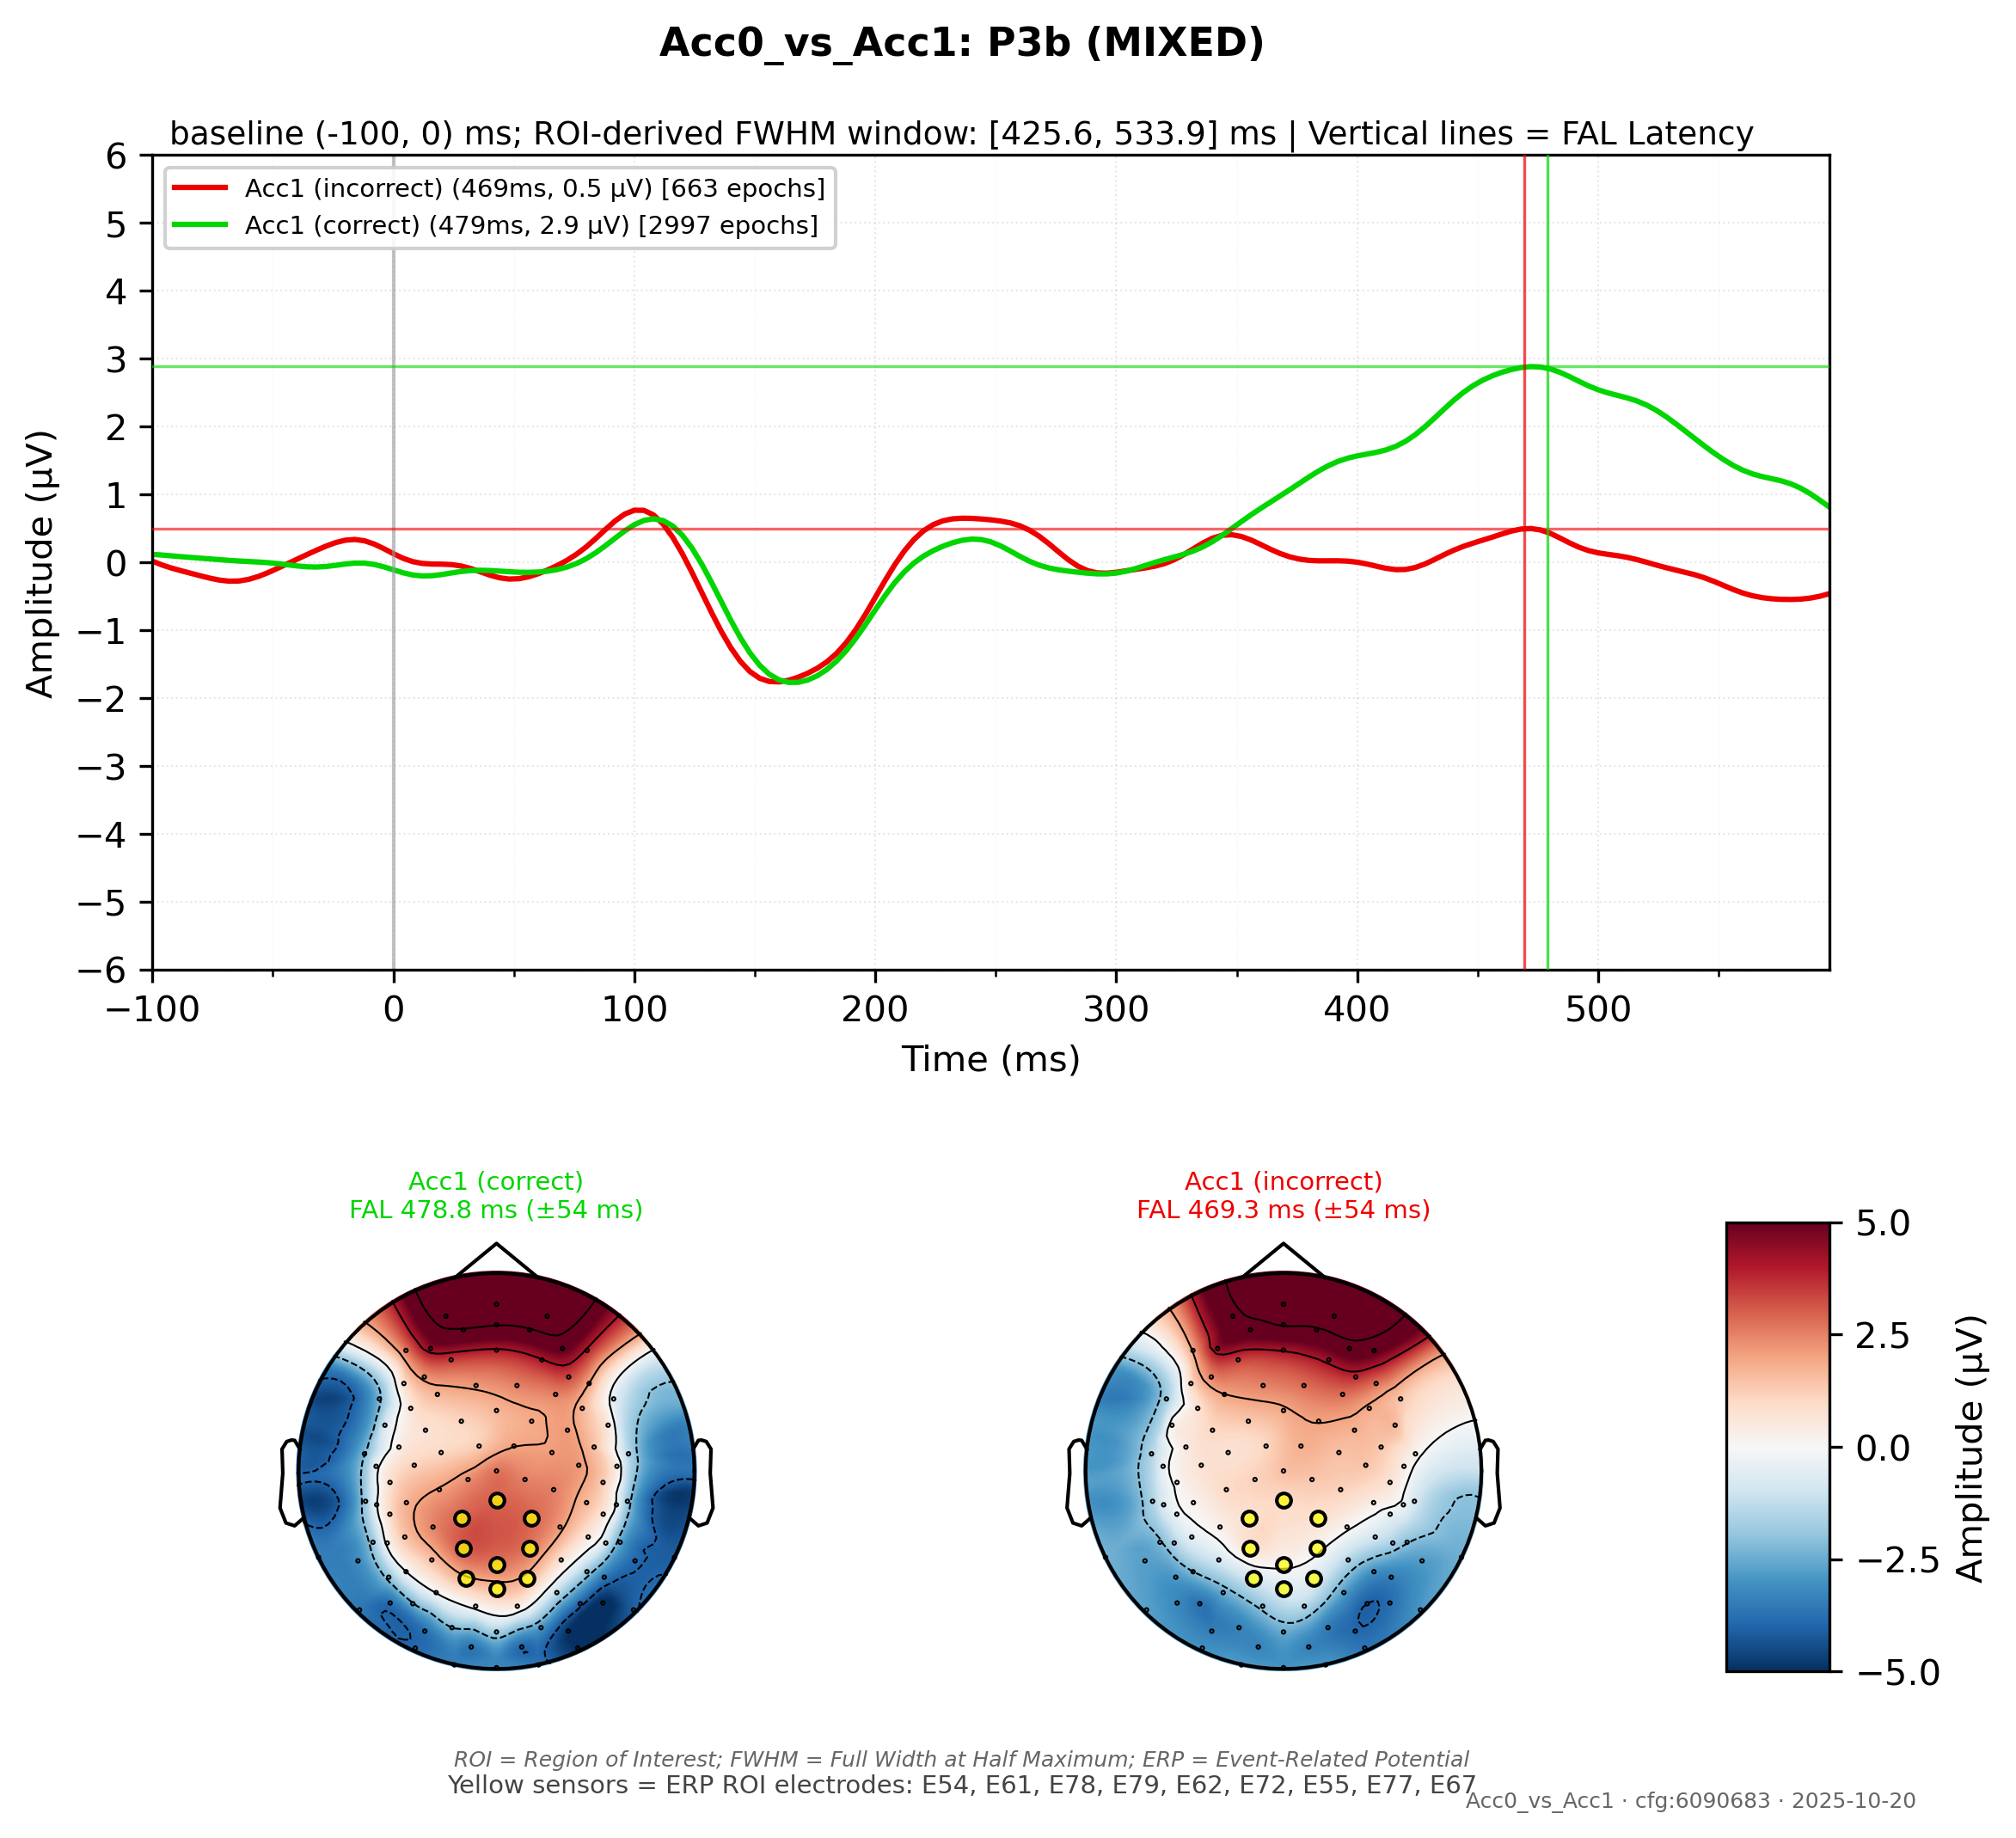 Acc0_vs_Acc1: P3b (MIXED)
baseline (-100, 0) ms; ROI-derived FWHM window: [425.6, 533.9] ms | Vertical lines = FAL Latency
Acc1 (incorrect) (469ms, 0.5 µV) [663 epochs]
Acc1 (correct) (479ms, 2.9 µV) [2997 epochs]
Amplitude (µV)
6
5
4
3
2
1
0
−1
−2
−3
−4
−5
−6
−100 0 100 200 300 400 500
Time (ms)
Acc1 (correct)
FAL 478.8 ms (±54 ms)
Acc1 (incorrect)
FAL 469.3 ms (±54 ms)
5.0
2.5
0.0
−2.5
−5.0
Amplitude (µV)
ROI = Region of Interest; FWHM = Full Width at Half Maximum; ERP = Event-Related Potential
Yellow sensors = ERP ROI electrodes: E54, E61, E78, E79, E62, E72, E55, E77, E67
Acc0_vs_Acc1 · cfg:6090683 · 2025-10-20